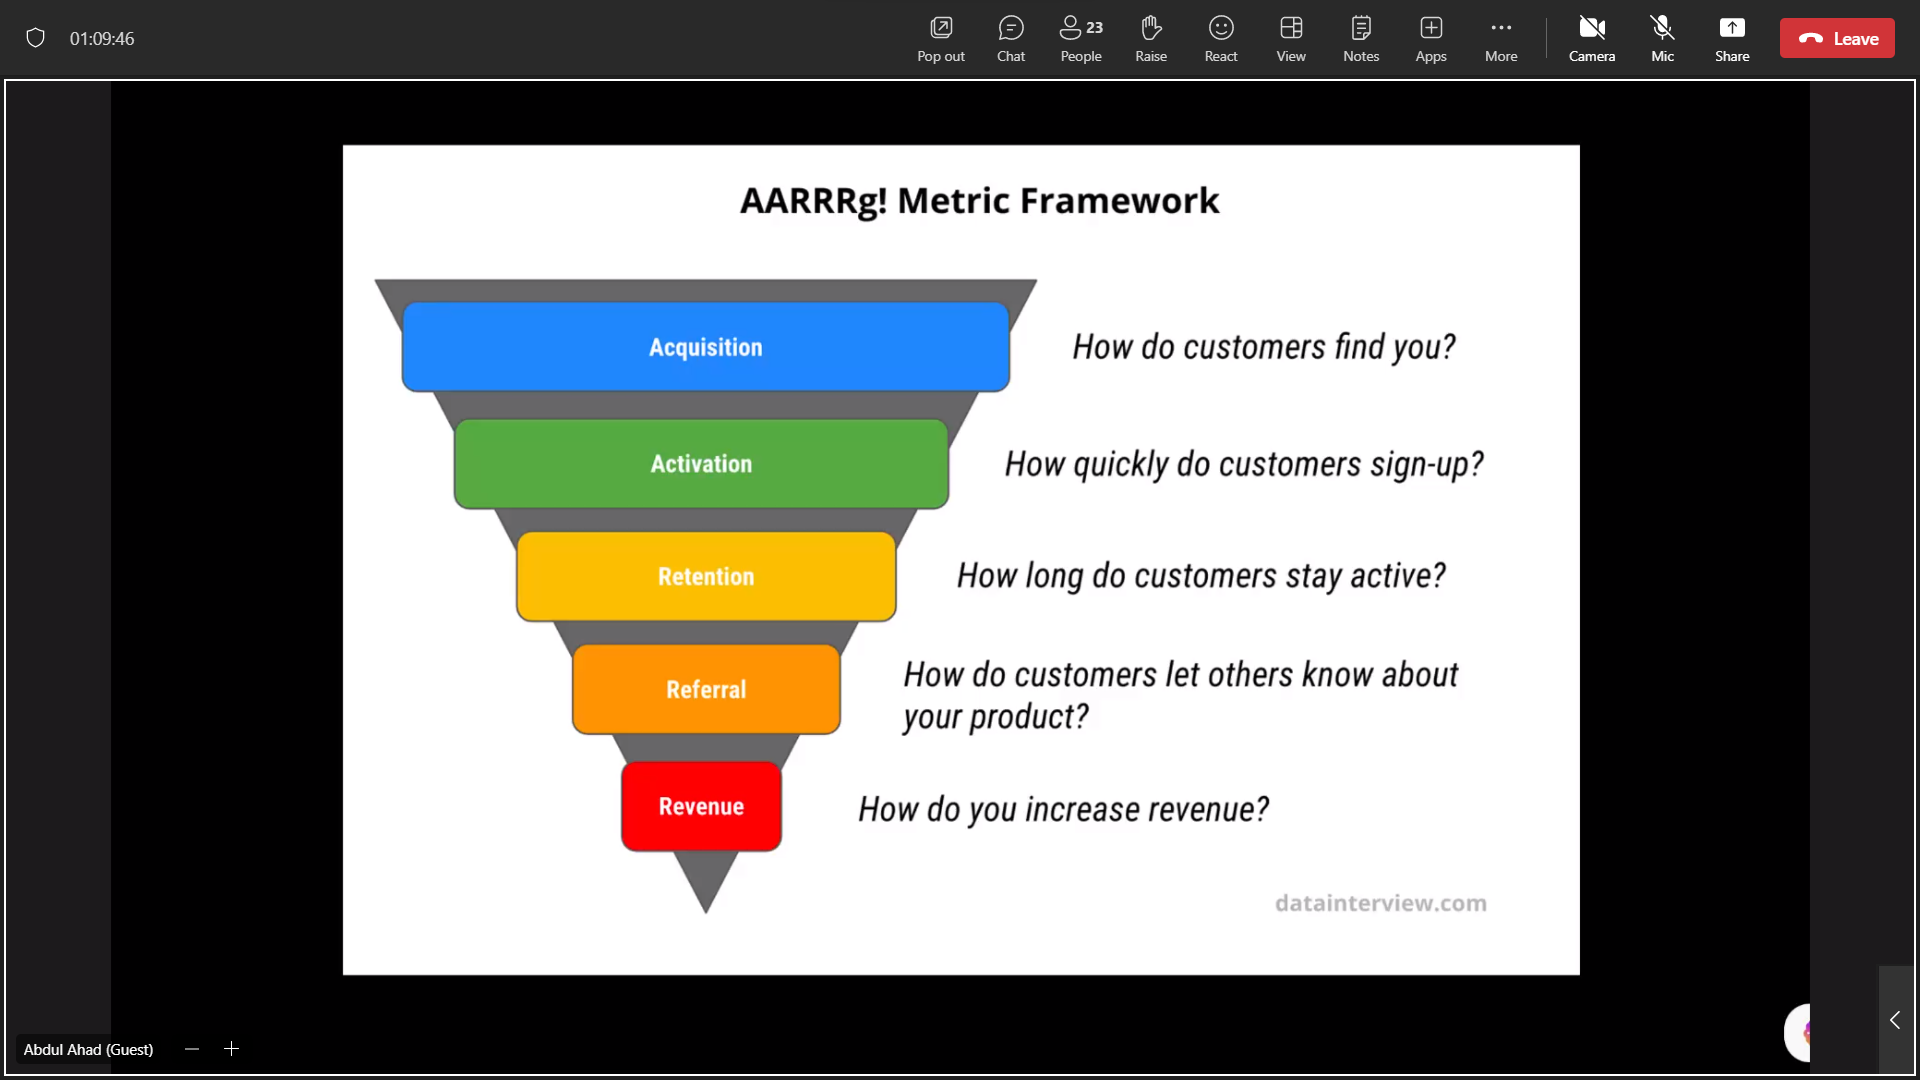 01:09:46
Pop out
Chat
23
People
Raise
React
View
Notes
Apps
More
Camera
Mic
Share
Leave
AARRRg! Metric Framework
Acquisition
How do customers find you?
Activation
How quickly do customers sign-up?
Retention
How long do customers stay active?
Referral
How do customers let others know about
your product?
Revenue
How do you increase revenue?
datainterview.com
Abdul Ahad (Guest)